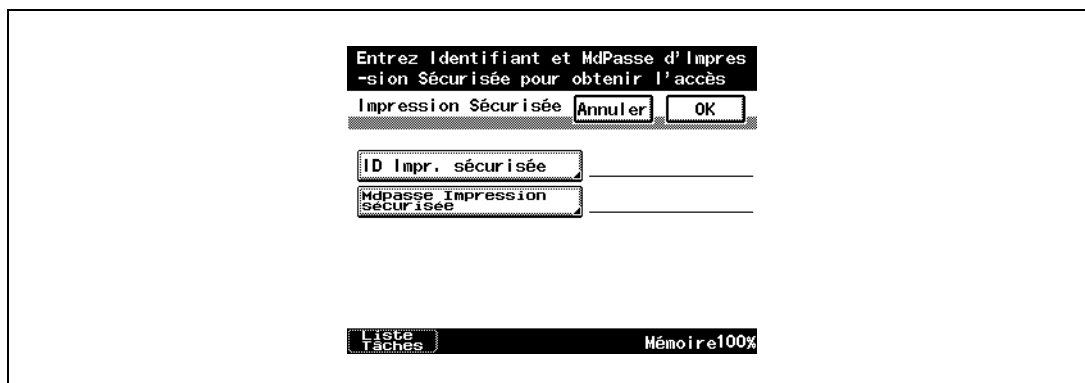 Entrez Identifiant et MdPasse d'Impres
-sion Sécurisée pour obtenir l'accès
Impression Sécurisée Annuler OK
ID Impr. sécurisée
Mdpasse Impression
sécurisée
Liste
Tâches
Mémoire100%